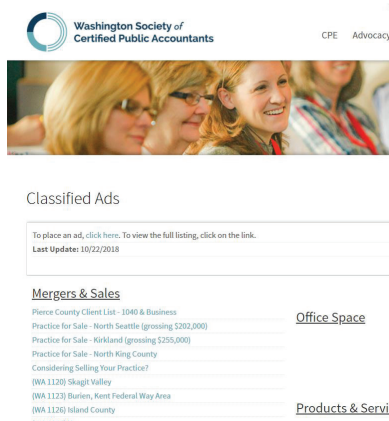 Washington Society of
Certified Public Accountants
CPE Advocacy
Classified Ads
To place an ad, click here. To view the full listing, click on the link.
Last Update: 10/22/2018
Mergers & Sales
Pierce County Client List - 1040 & Business
Practice for Sale - North Seattle (grossing $202,000)
Practice for Sale - Kirkland (grossing $255,000)
Practice for Sale - North King County
Considering Selling Your Practice?
(WA 1120) Skagit Valley
(WA 1123) Burien, Kent Federal Way Area
(WA 1126) Island County
Office Space
Products & Servi